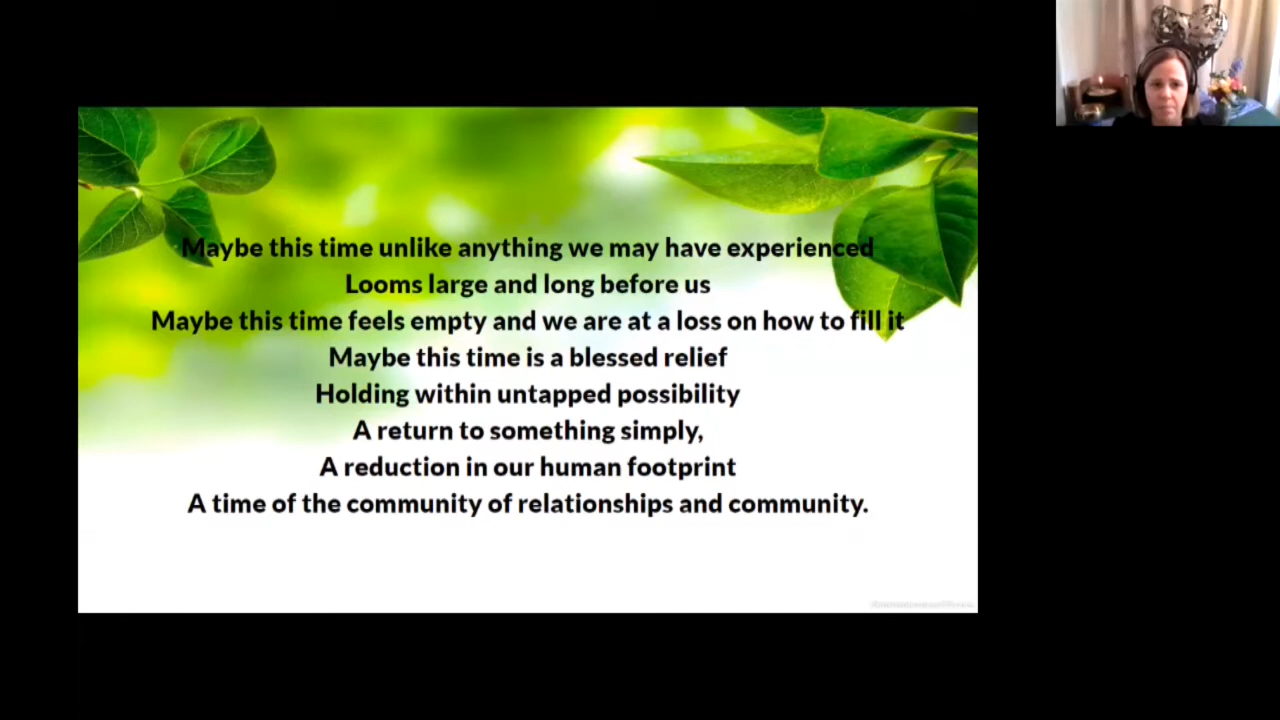 Maybe this time unlike anything we may have experienced
Looms large and long before us
Maybe this time feels empty and we are at a loss on how to fill it
Maybe this time is a blessed relief
Holding within untapped possibility
A return to something simply,
A reduction in our human footprint
A time of the community of relationships and community.